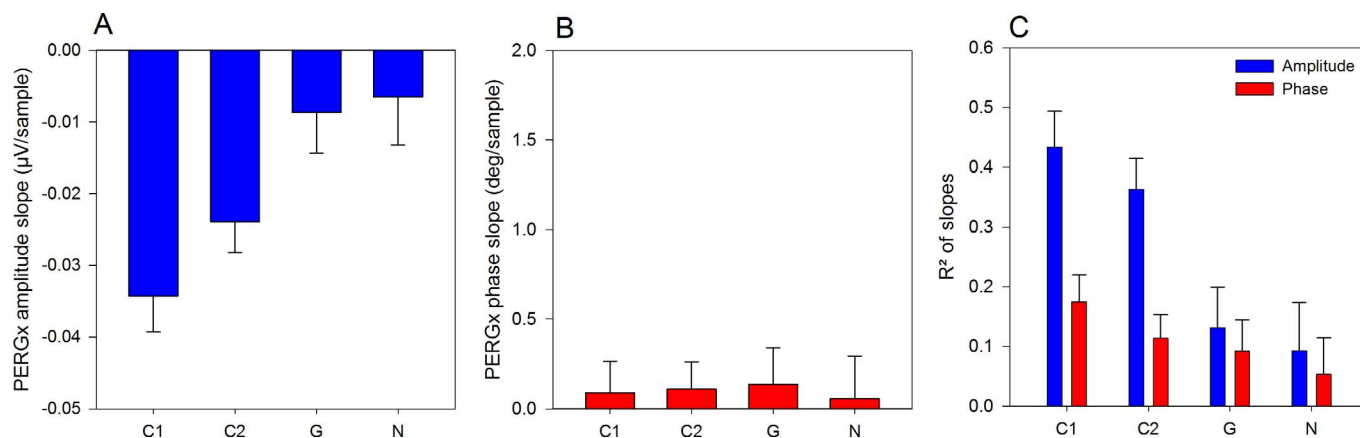 A
PERGx amplitude slope (µV/sample)
0.00
-0.01
-0.02
-0.03
-0.04
-0.05
C1 C2 G N
B
PERGx phase slope (deg/sample)
2.0
1.5
1.0
0.5
0.0
C1 C2 G N
C
R² of slopes
0.6
0.5
0.4
0.3
0.2
0.1
0.0
Amplitude
Phase
C1 C2 G N